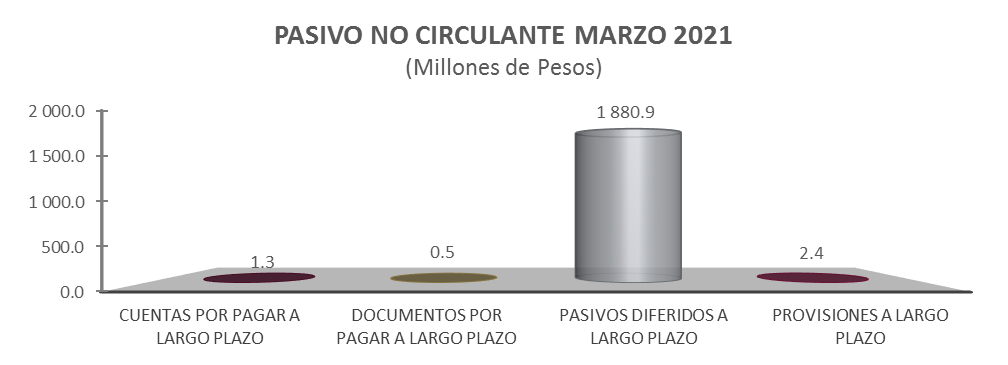 PASIVO NO CIRCULANTE MARZO 2021
(Millones de Pesos)
2 000.0
1 500.0
1 000.0
500.0
0.0
1.3
0.5
1 880.9
2.4
CUENTAS POR PAGAR A
LARGO PLAZO
DOCUMENTOS POR
PAGAR A LARGO PLAZO
PASIVOS DIFERIDOS A
LARGO PLAZO
PROVISIONES A LARGO
PLAZO